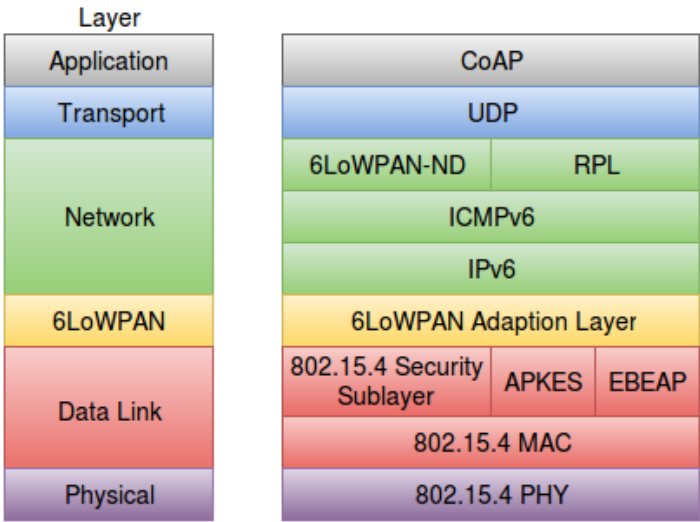 Layer
Application
CoAP
Transport
UDP
Network
6LoWPAN-ND
RPL
ICMPv6
IPv6
6LoWPAN
6LoWPAN Adaption Layer
Data Link
802.15.4 Security
Sublayer
APKES
EBEAP
802.15.4 MAC
Physical
802.15.4 PHY